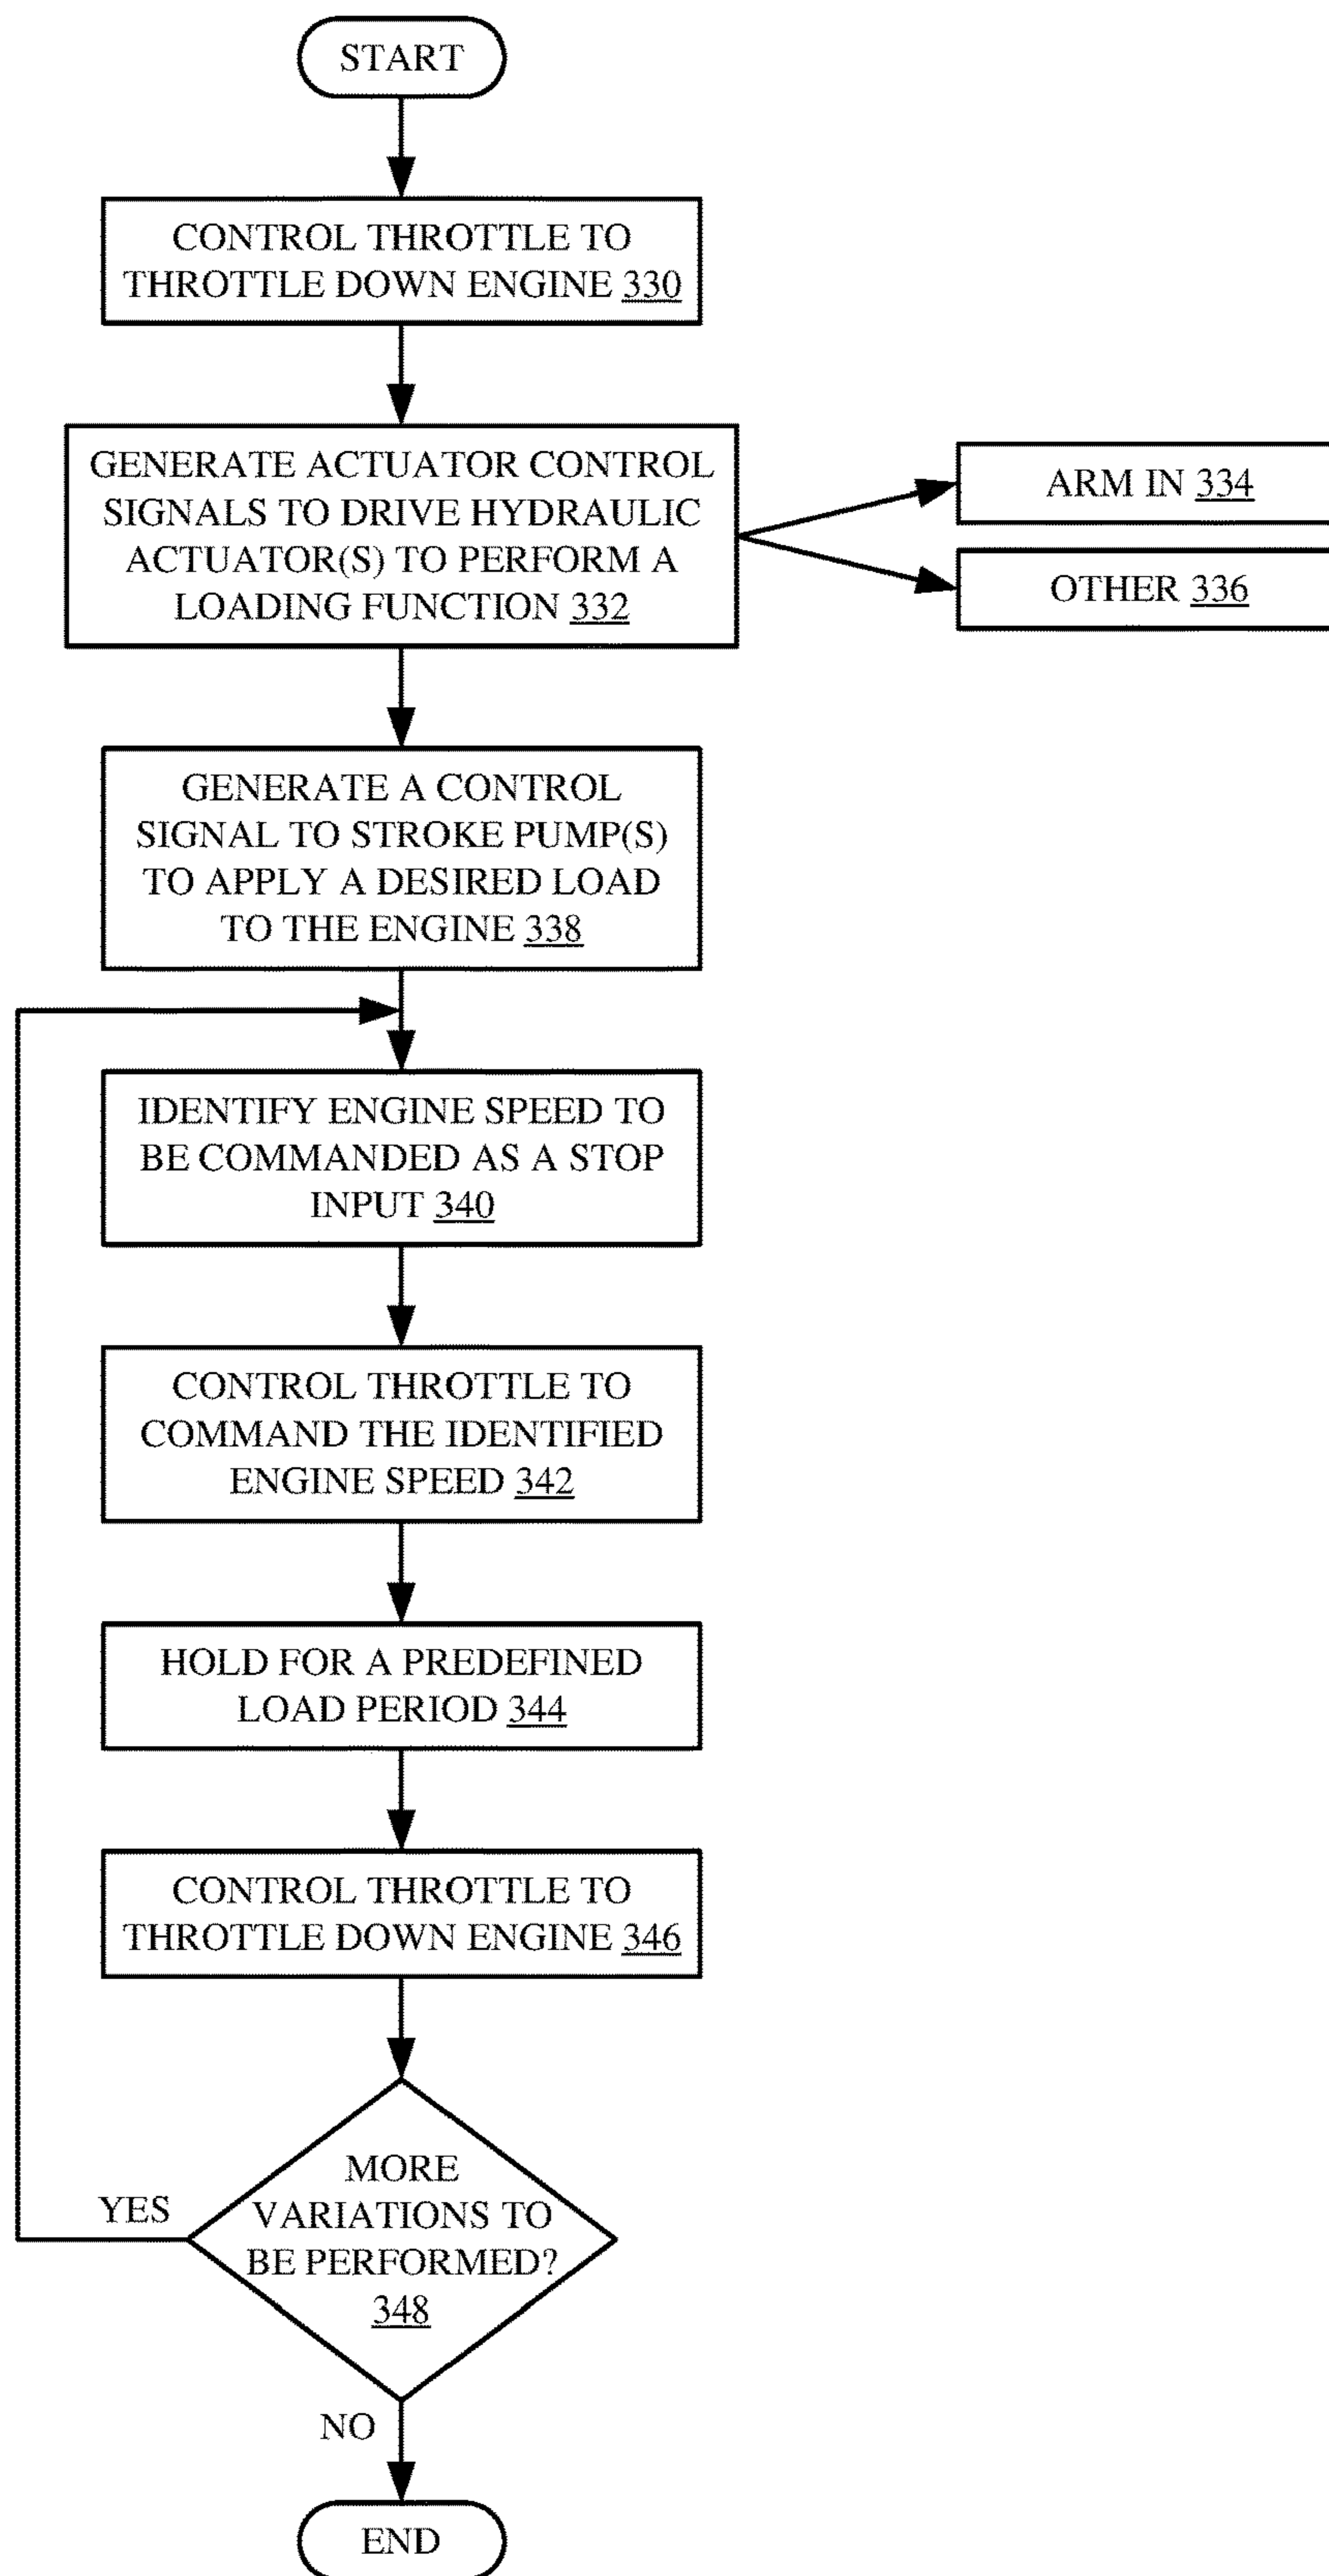 START
CONTROL THROTTLE TO
THROTTLE DOWN ENGINE 330
GENERATE ACTUATOR CONTROL
SIGNALS TO DRIVE HYDRAULIC
ACTUATOR(S) TO PERFORM A
LOADING FUNCTION 332
ARM IN 334
OTHER 336
GENERATE A CONTROL
SIGNAL TO STROKE PUMP(S)
TO APPLY A DESIRED LOAD
TO THE ENGINE 338
IDENTIFY ENGINE SPEED TO
BE COMMANDED AS A STOP
INPUT 340
CONTROL THROTTLE TO
COMMAND THE IDENTIFIED
ENGINE SPEED 342
HOLD FOR A PREDEFINED
LOAD PERIOD 344
CONTROL THROTTLE TO
THROTTLE DOWN ENGINE 346
MORE
VARIATIONS TO
BE PERFORMED?
348
YES
NO
END